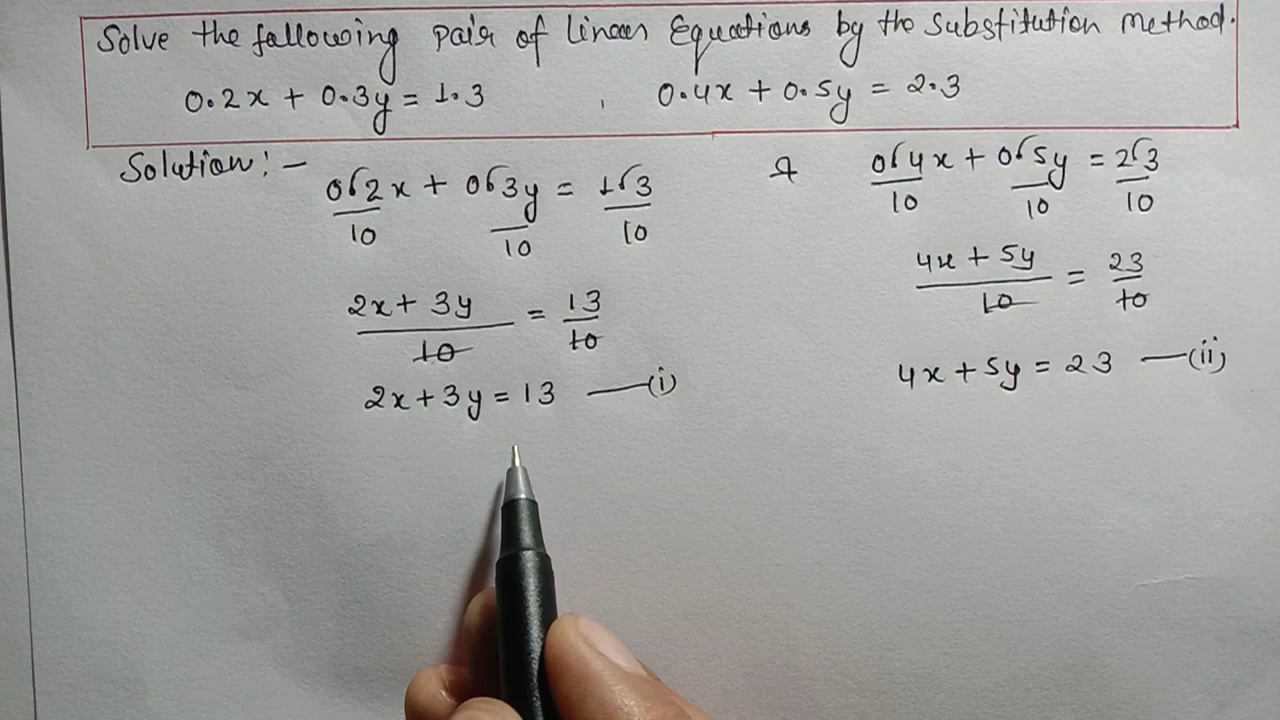 Solve the fallowing pair of linear Equations by the Substitution Method.
0.2x + 0.3y = 1.3 , 0.4x + 0.5y = 2.3
Solution:-
0.2x/10 + 0.3y/10 = 1.3/10
2x + 3y/10 = 13/10
2x + 3y = 13 —(i)
& 0.4x/10 + 0.5y/10 = 2.3/10
4x + 5y/10 = 23/10
4x + 5y = 23 —(ii)